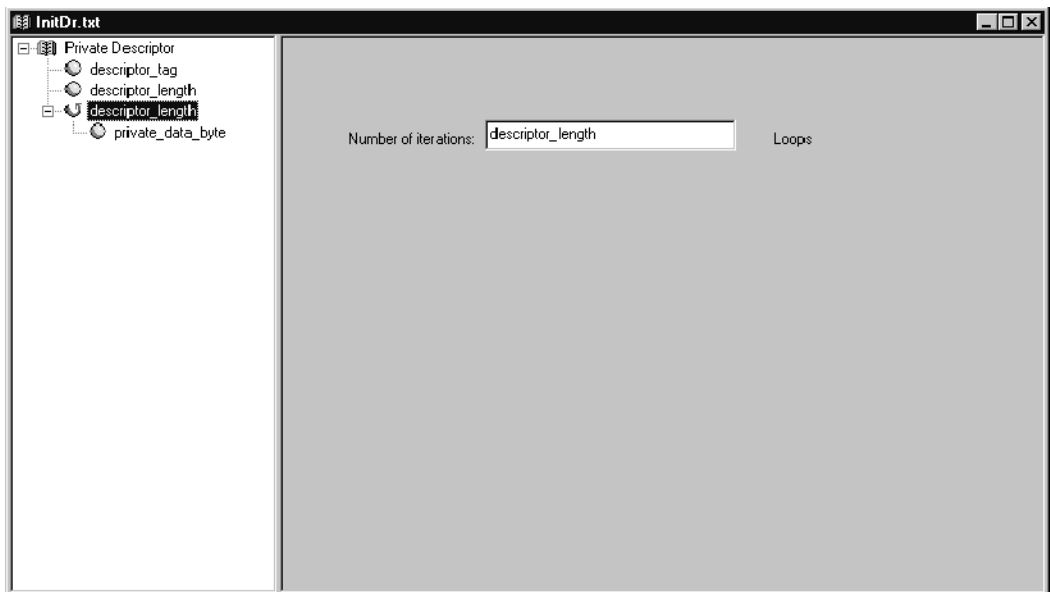 InitDr.txt
Private Descriptor
descriptor_tag
descriptor_length
descriptor_length
private_data_byte
Number of iterations: descriptor_length Loops